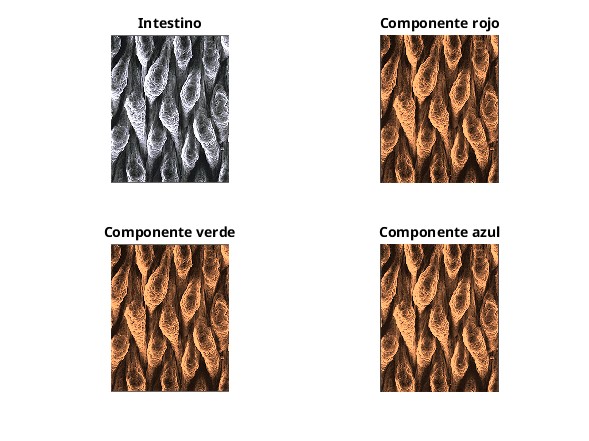 Intestino
Componente rojo
Componente verde
Componente azul